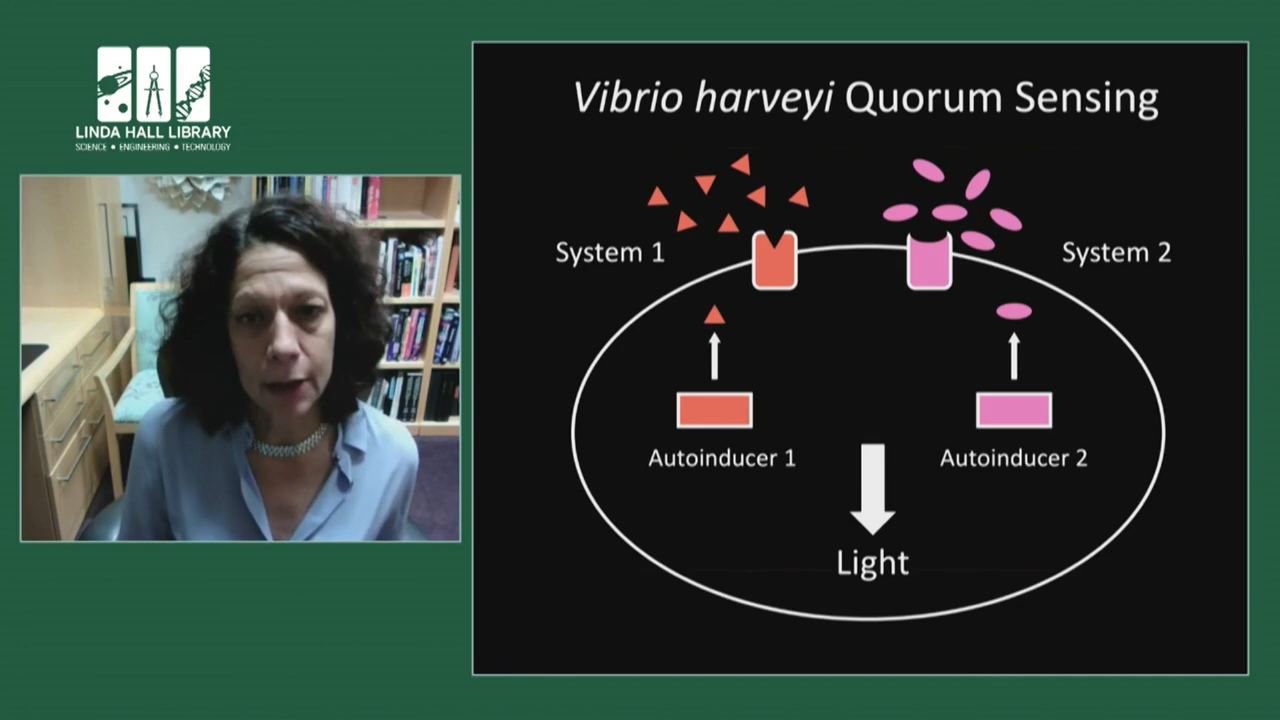 LINDA HALL LIBRARY
SCIENCE • ENGINEERING • TECHNOLOGY
Vibrio harveyi Quorum Sensing
System 1
System 2
Autoinducer 1
Autoinducer 2
Light